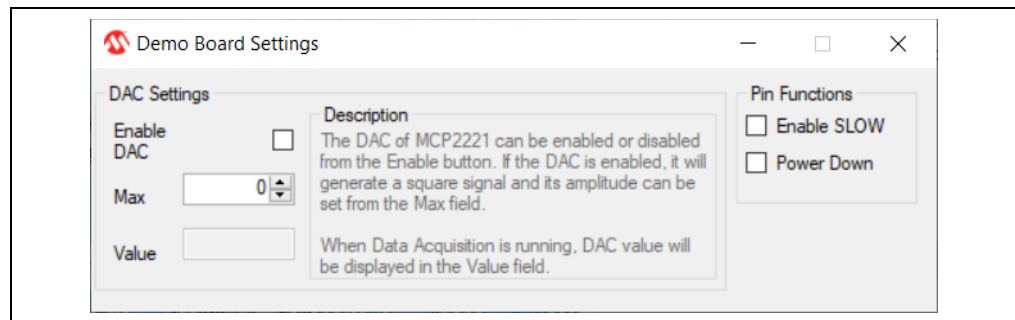 Demo Board Settings
DAC Settings
Enable
DAC
Max
0
Value
Description
The DAC of MCP2221 can be enabled or disabled
from the Enable button. If the DAC is enabled, it will
generate a square signal and its amplitude can be
set from the Max field.
When Data Acquisition is running, DAC value will
be displayed in the Value field.
Pin Functions
Enable SLOW
Power Down